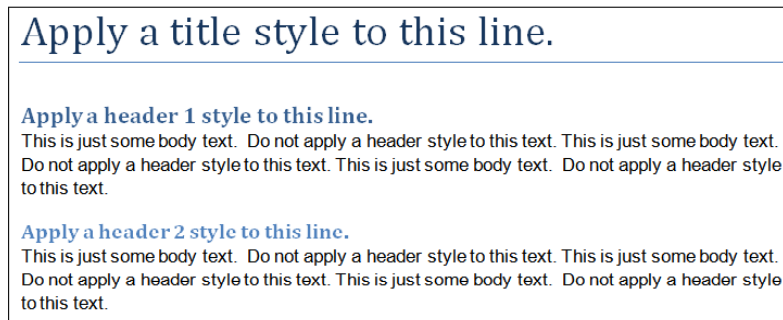 Apply a title style to this line.
Apply a header 1 style to this line.
This is just some body text.  Do not apply a header style to this text. This is just some body text.
Do not apply a header style to this text. This is just some body text.  Do not apply a header style
to this text.
Apply a header 2 style to this line.
This is just some body text.  Do not apply a header style to this text. This is just some body text.
Do not apply a header style to this text. This is just some body text.  Do not apply a header style
to this text.